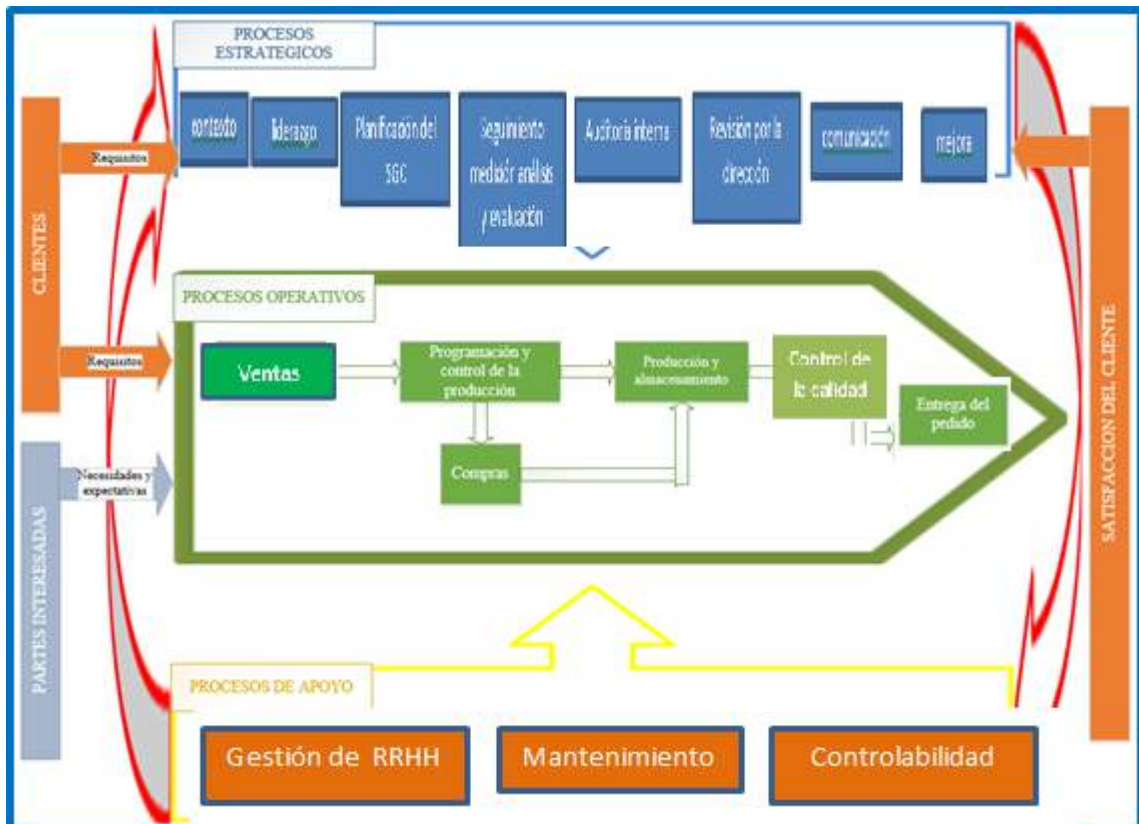 PROCESOS
ESTRATEGICOS
contexto
liderazgo
Planificación del
SGC
Seguimiento
medición análisis
y evaluación
Auditoria interna
Revisión por la
dirección
comunicación
mejora
CLIENTES
Requisitos
Requisitos
PARTES INTERESADAS
Necesidades y
expectativas
PROCESOS OPERATIVOS
Ventas
Programación y
control de la
producción
Compras
Producción y
almacenamiento
Control de
la calidad
Entrega del
pedido
SATISFACCION DEL CLIENTE
PROCESOS DE APOYO
Gestión de RRHH
Mantenimiento
Controlabilidad